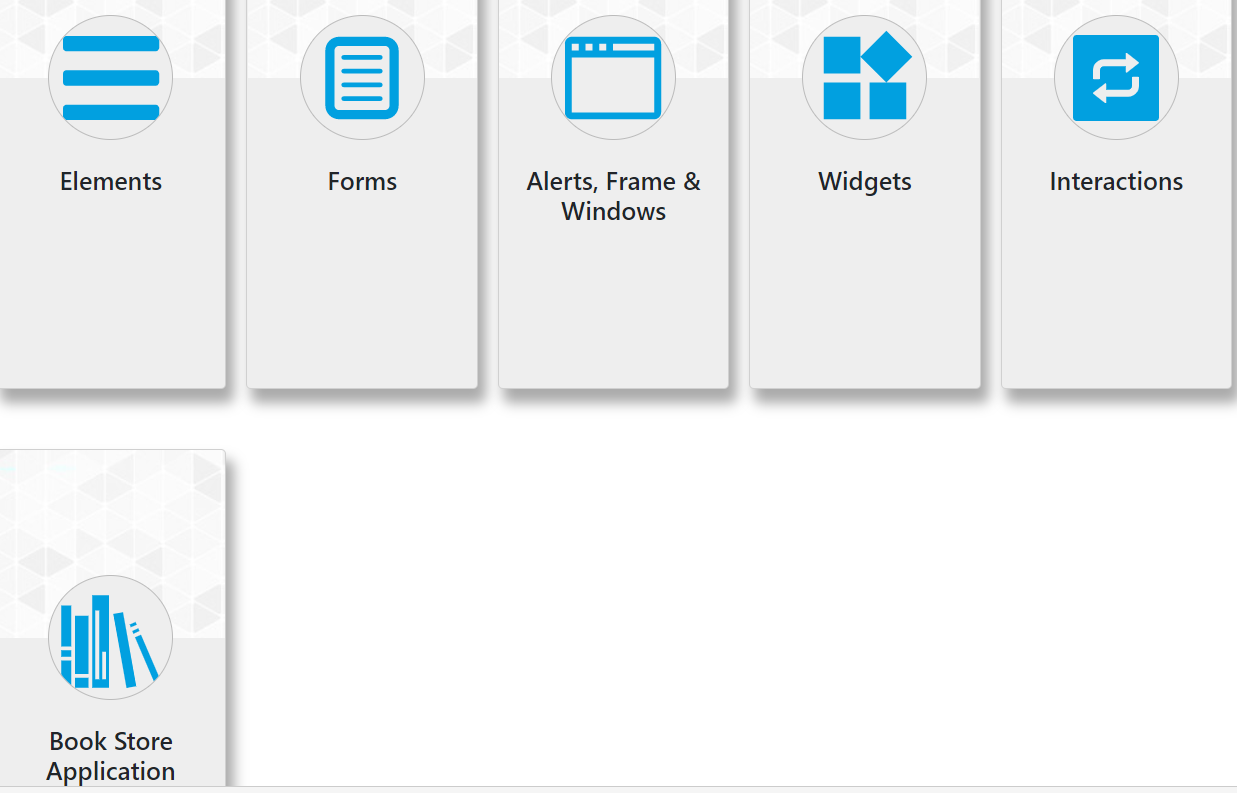 Elements
Forms
Alerts, Frame &
Windows
Widgets
Interactions
Book Store
Application